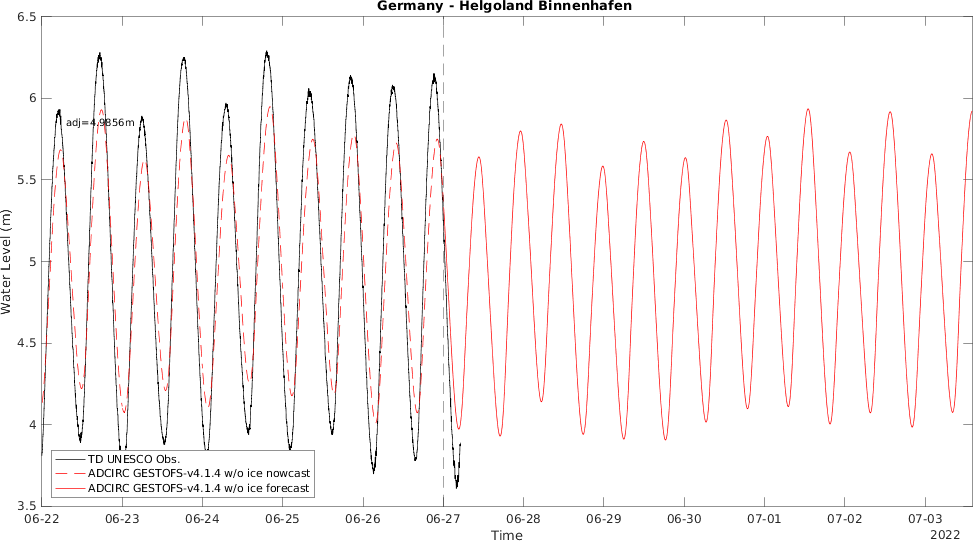 Germany - Helgoland Binnenhafen
6.5
6
5.5
5
4.5
4
3.5
Water Level (m)
adj=4.9856m
TD UNESCO Obs.
ADCIRC GESTOFS-v4.1.4 w/o ice nowcast
ADCIRC GESTOFS-v4.1.4 w/o ice forecast
06-22 06-23 06-24 06-25 06-26 06-27 06-28 06-29 06-30 07-01 07-02 07-03
Time
2022